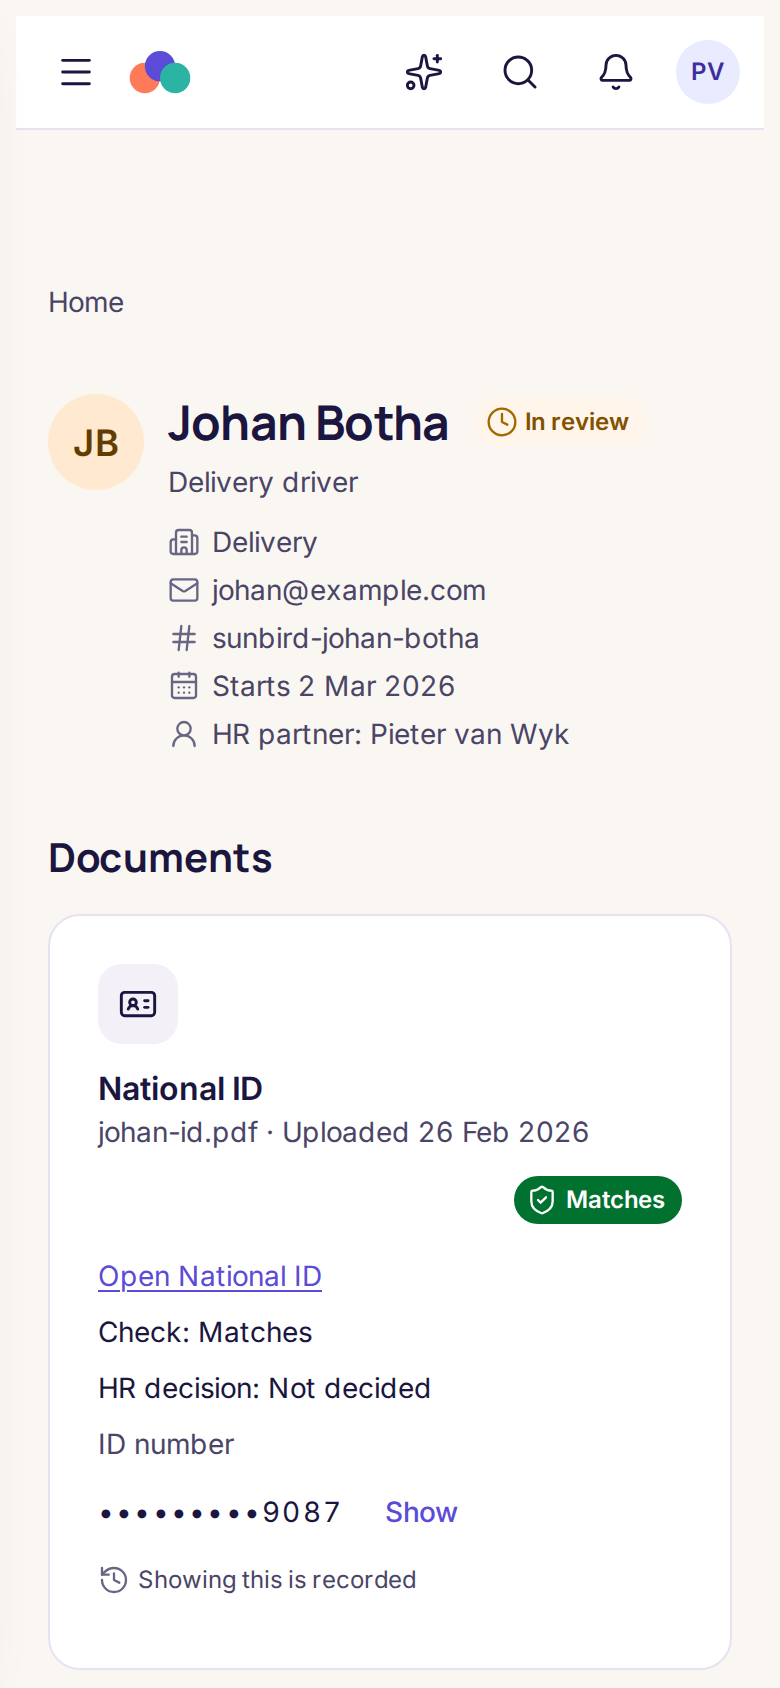 PV
Home
JB
Johan Botha
In review
Delivery driver
Delivery
johan@example.com
sunbird-johan-botha
Starts 2 Mar 2026
HR partner: Pieter van Wyk
Documents
National ID
johan-id.pdf · Uploaded 26 Feb 2026
Matches
Open National ID
Check: Matches
HR decision: Not decided
ID number
•••••••••9087 Show
Showing this is recorded